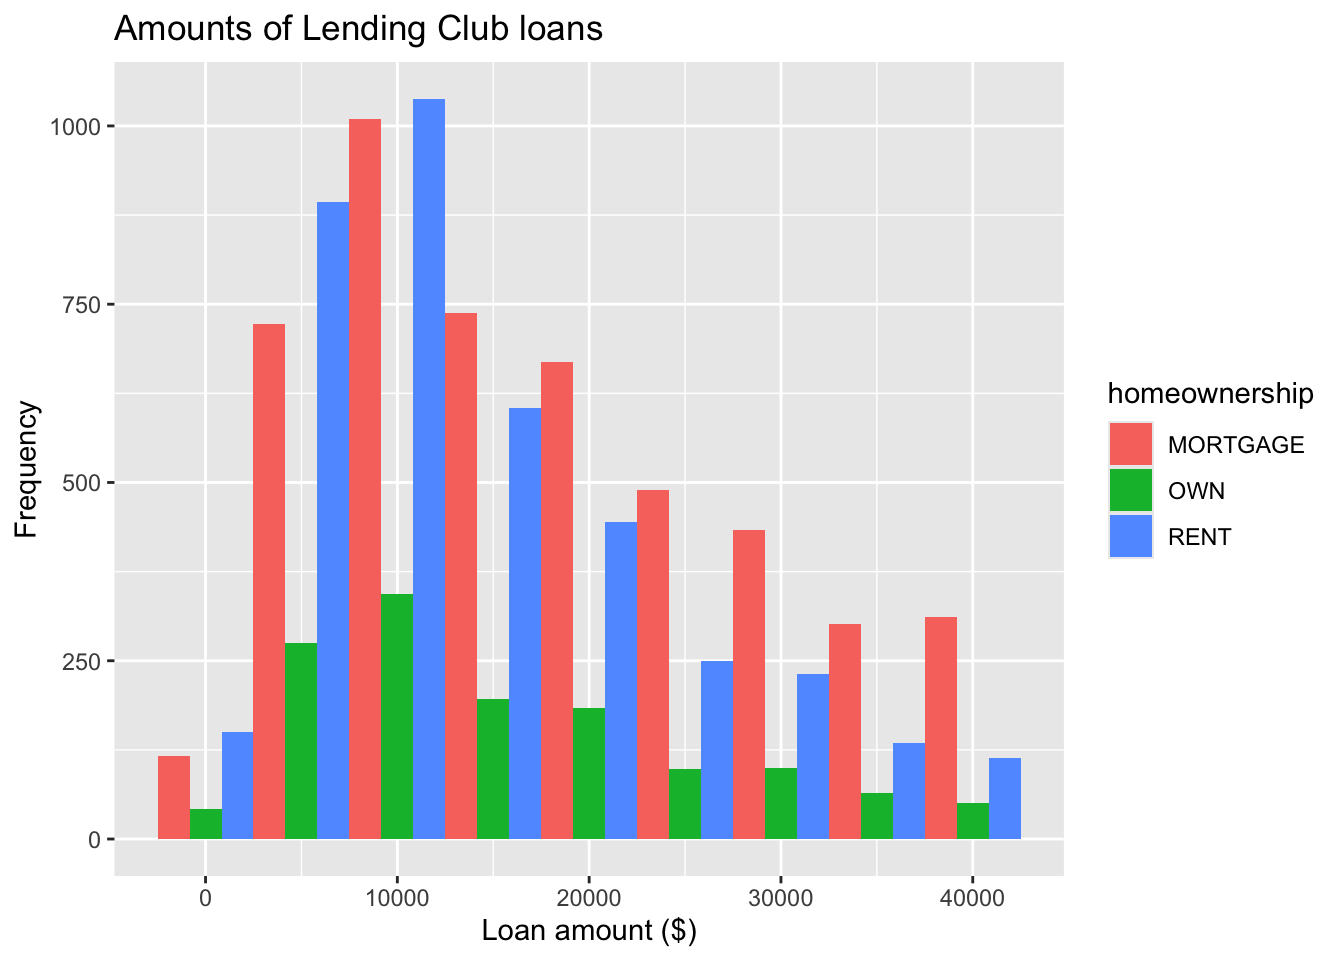 Amounts of Lending Club loans
1000
750
500
250
0
Frequency
0 10000 20000 30000 40000
Loan amount ($)
homeownership
MORTGAGE
OWN
RENT